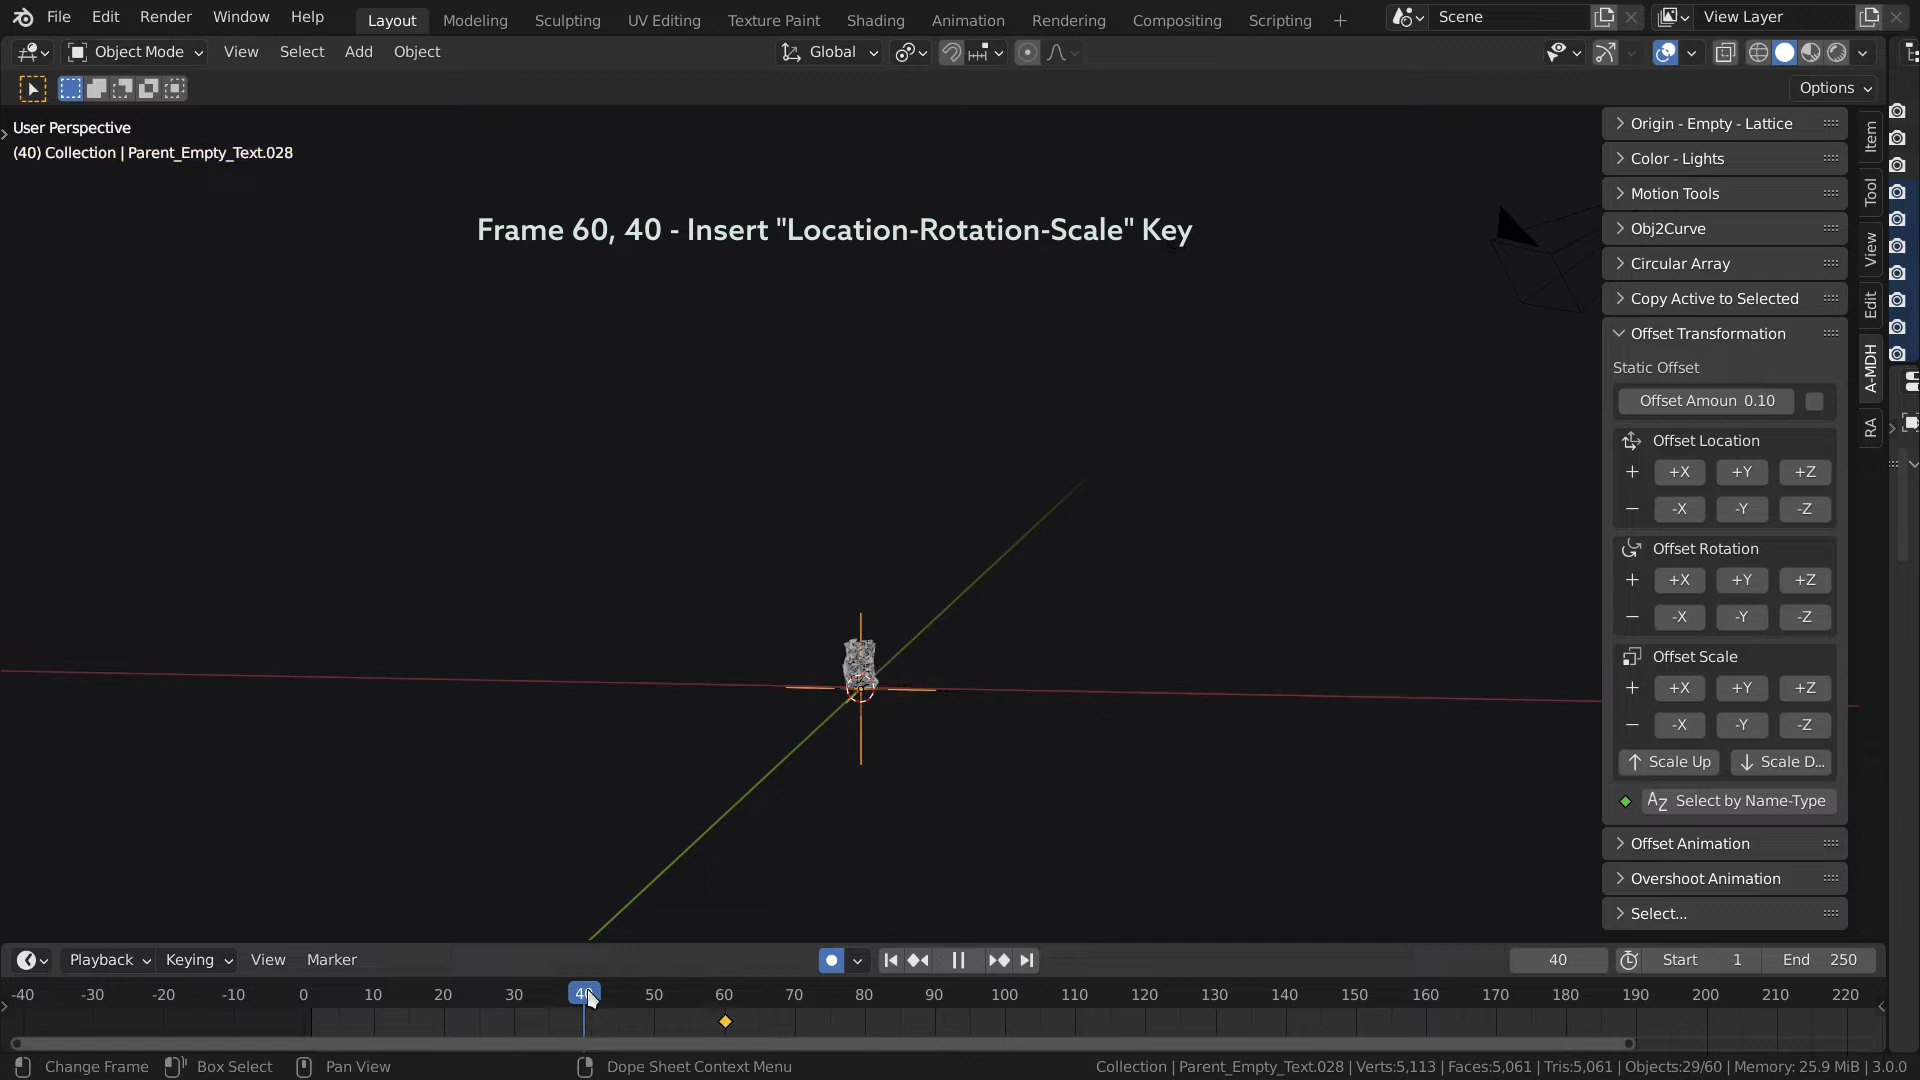 File Edit Render Window Help Layout Modeling Sculpting UV Editing Texture Paint Shading Animation Rendering Compositing Scripting Scene View Layer
Object Mode View Select Add Object Global
Options
User Perspective
(40) Collection | Parent_Empty_Text.028
Frame 60, 40 - Insert "Location-Rotation-Scale" Key
Origin - Empty - Lattice
Color - Lights
Motion Tools
Obj2Curve
Circular Array
Copy Active to Selected
Offset Transformation
Static Offset
Offset Amoun 0.10
Offset Location
+X +Y +Z
-X -Y -Z
Offset Rotation
+X +Y +Z
-X -Y -Z
Offset Scale
+X +Y +Z
-X -Y -Z
Scale Up Scale D...
Select by Name-Type
Offset Animation
Overshoot Animation
Select...
Item
Tool
View
Edit
A-MDH
RA
Playback Keying View Marker 40 Start 1 End 250
-40 -30 -20 -10 0 10 20 30 40 50 60 70 80 90 100 110 120 130 140 150 160 170 180 190 200 210 220
Change Frame Box Select Pan View Dope Sheet Context Menu Collection | Parent_Empty_Text.028 | Verts:5,113 | Faces:5,061 | Tris:5,061 | Objects:29/60 | Memory: 25.9 MiB | 3.0.0